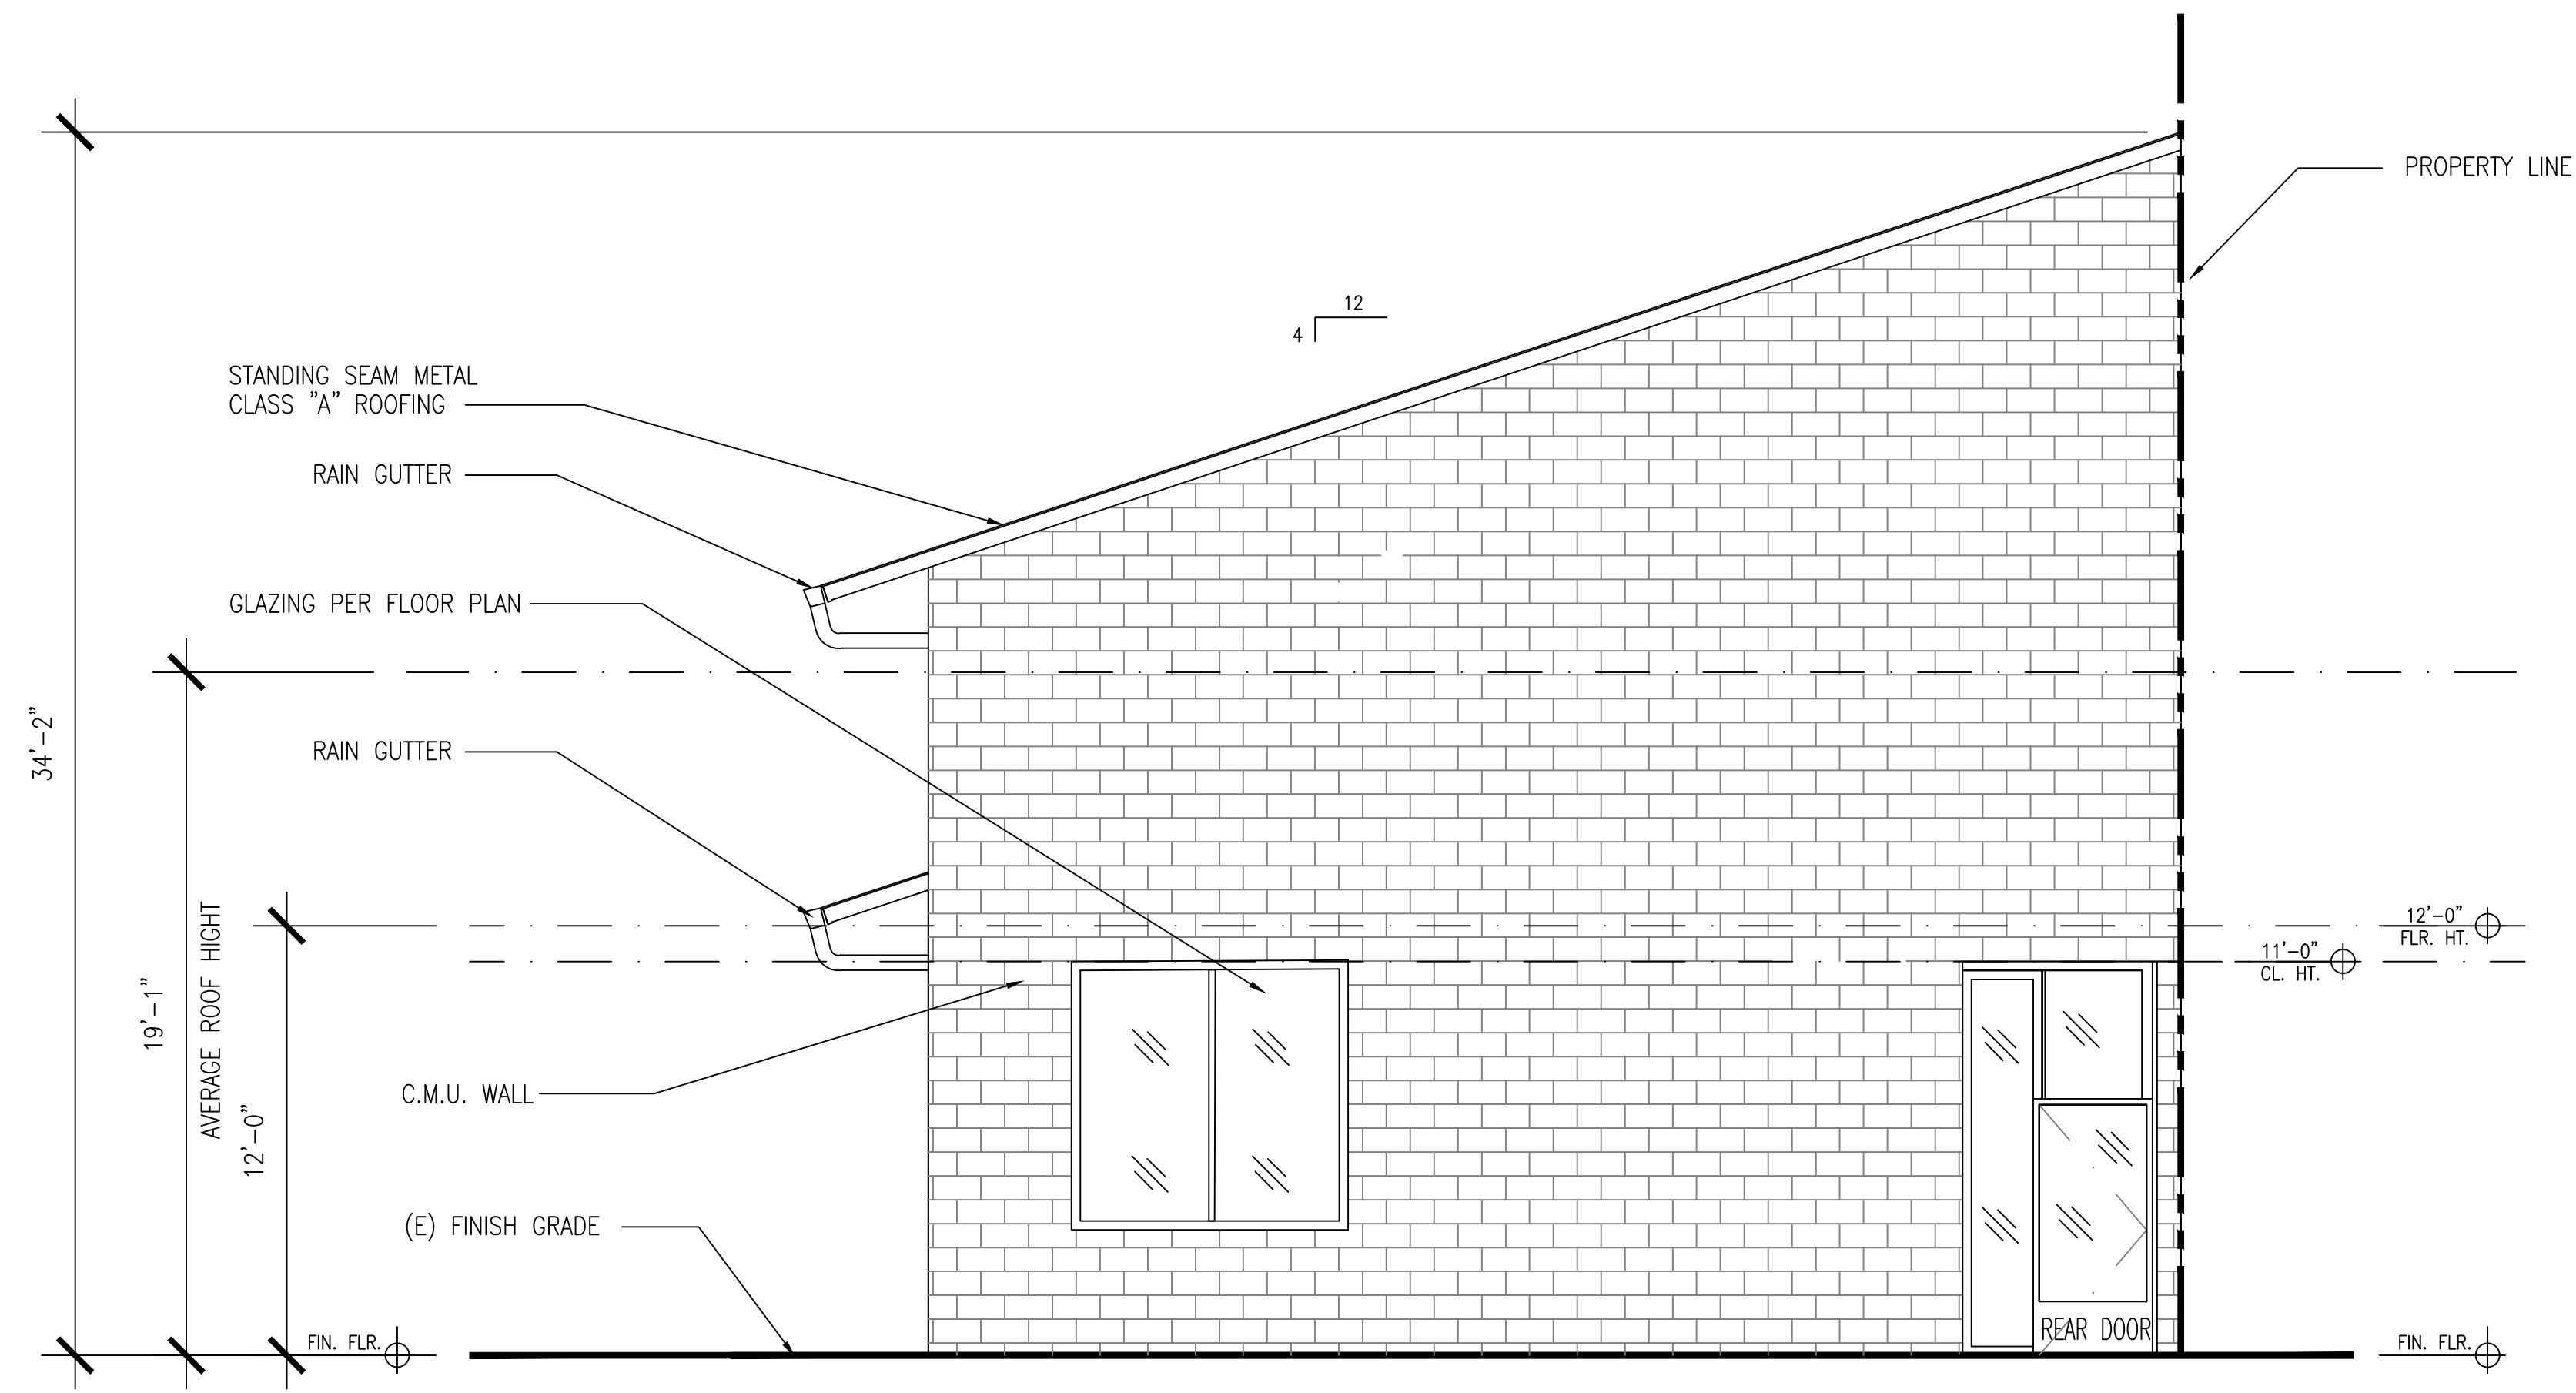 PROPERTY LINE
12
4
STANDING SEAM METAL
CLASS "A" ROOFING
RAIN GUTTER
GLAZING PER FLOOR PLAN
34'-2"
RAIN GUTTER
19'-1"
AVERAGE ROOF HIGHT
12'-0"
12'-0"
FLR. HT.
11'-0"
CL. HT.
C.M.U. WALL
(E) FINISH GRADE
REAR DOOR
FIN. FLR.
FIN. FLR.